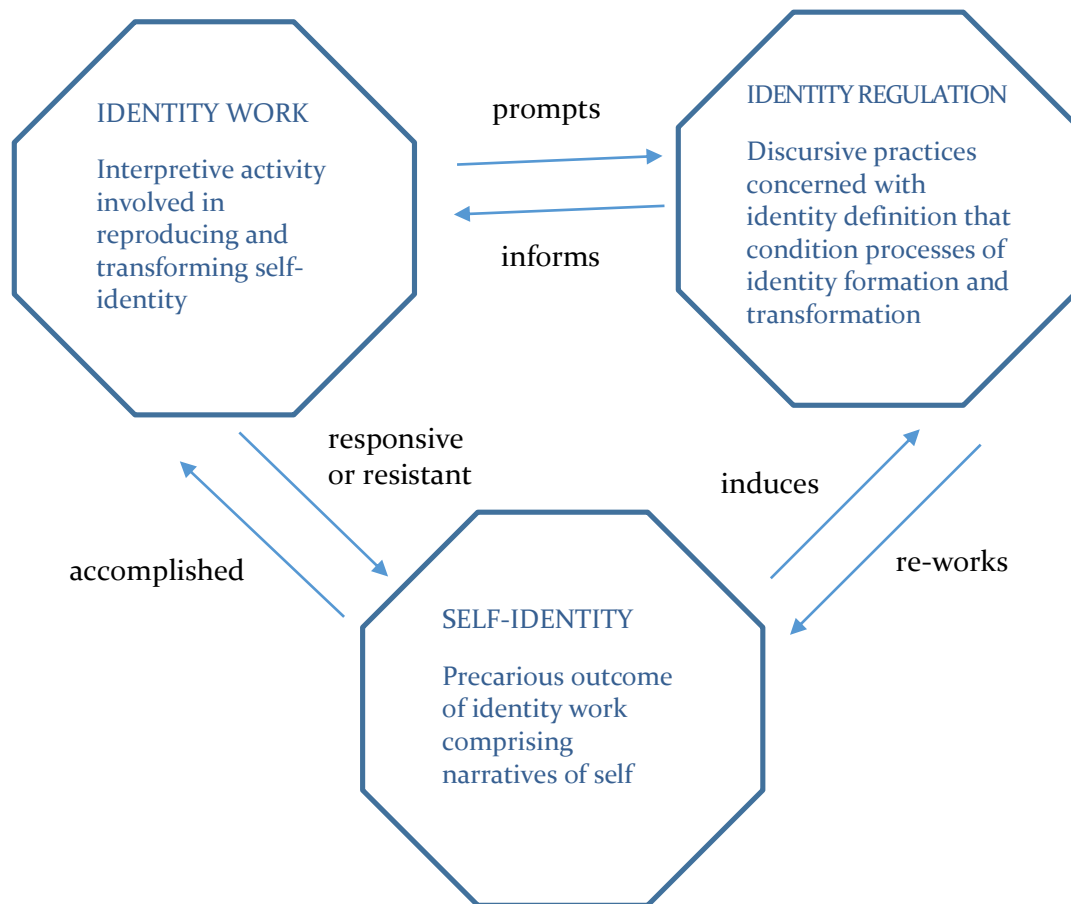 IDENTITY WORK
Interpretive activity
involved in
reproducing and
transforming self-
identity
prompts
informs
IDENTITY REGULATION
Discursive practices
concerned with
identity definition that
condition processes of
identity formation and
transformation
responsive
or resistant
accomplished
induces
re-works
SELF-IDENTITY
Precarious outcome
of identity work
comprising
narratives of self